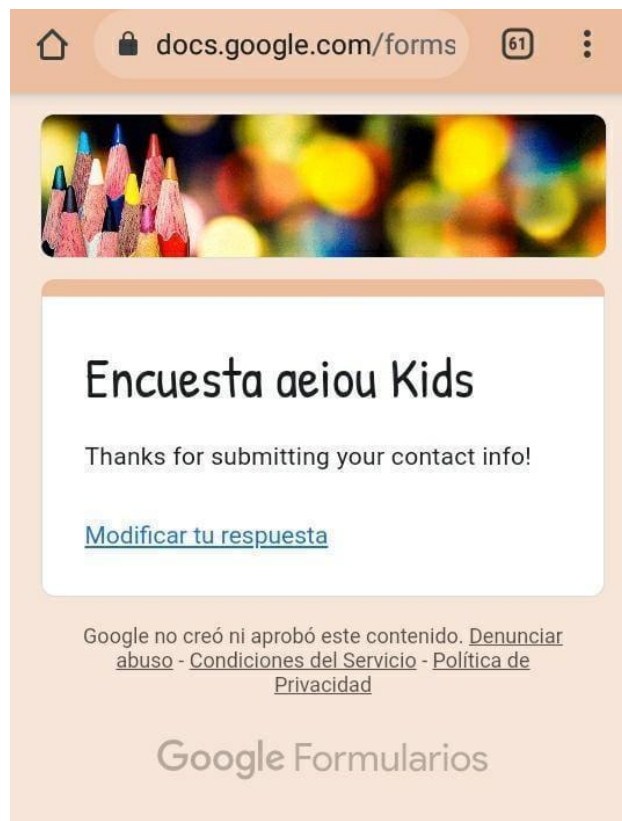 docs.google.com/forms
61
Encuesta aeiou Kids
Thanks for submitting your contact info!
Modificar tu respuesta
Google no creó ni aprobó este contenido. Denunciar
abuso - Condiciones del Servicio - Política de
Privacidad
Google Formularios